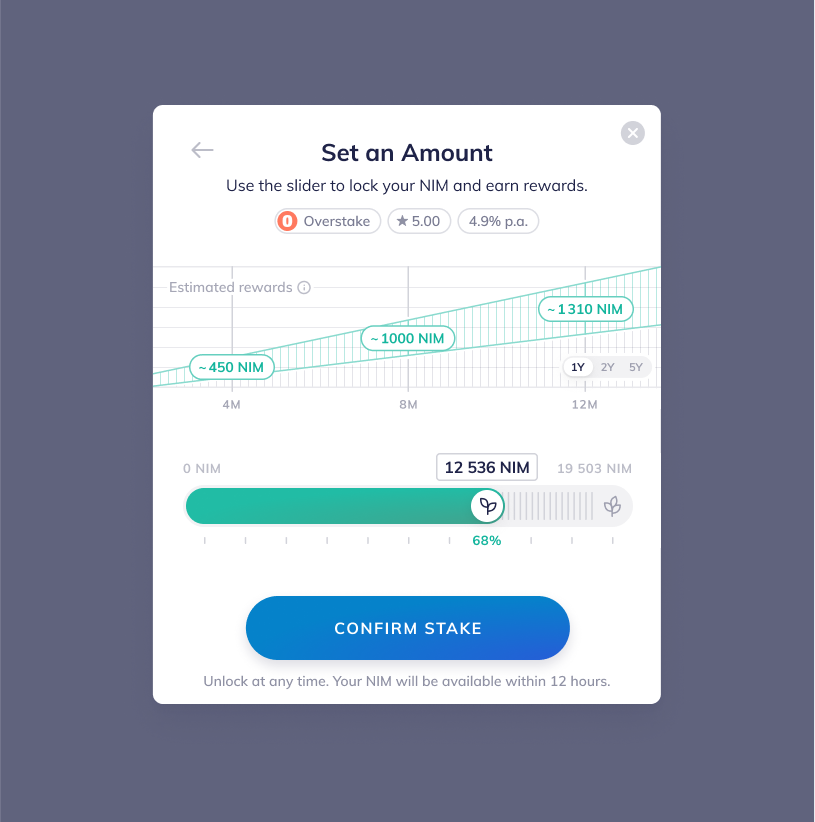 Set an Amount
Use the slider to lock your NIM and earn rewards.
Overstake
5.00
4.9% p.a.
Estimated rewards
~1310 NIM
~1000 NIM
~450 NIM
1Y 2Y 5Y
4M 8M 12M
0 NIM
12 536 NIM
19 503 NIM
68%
CONFIRM STAKE
Unlock at any time. Your NIM will be available within 12 hours.